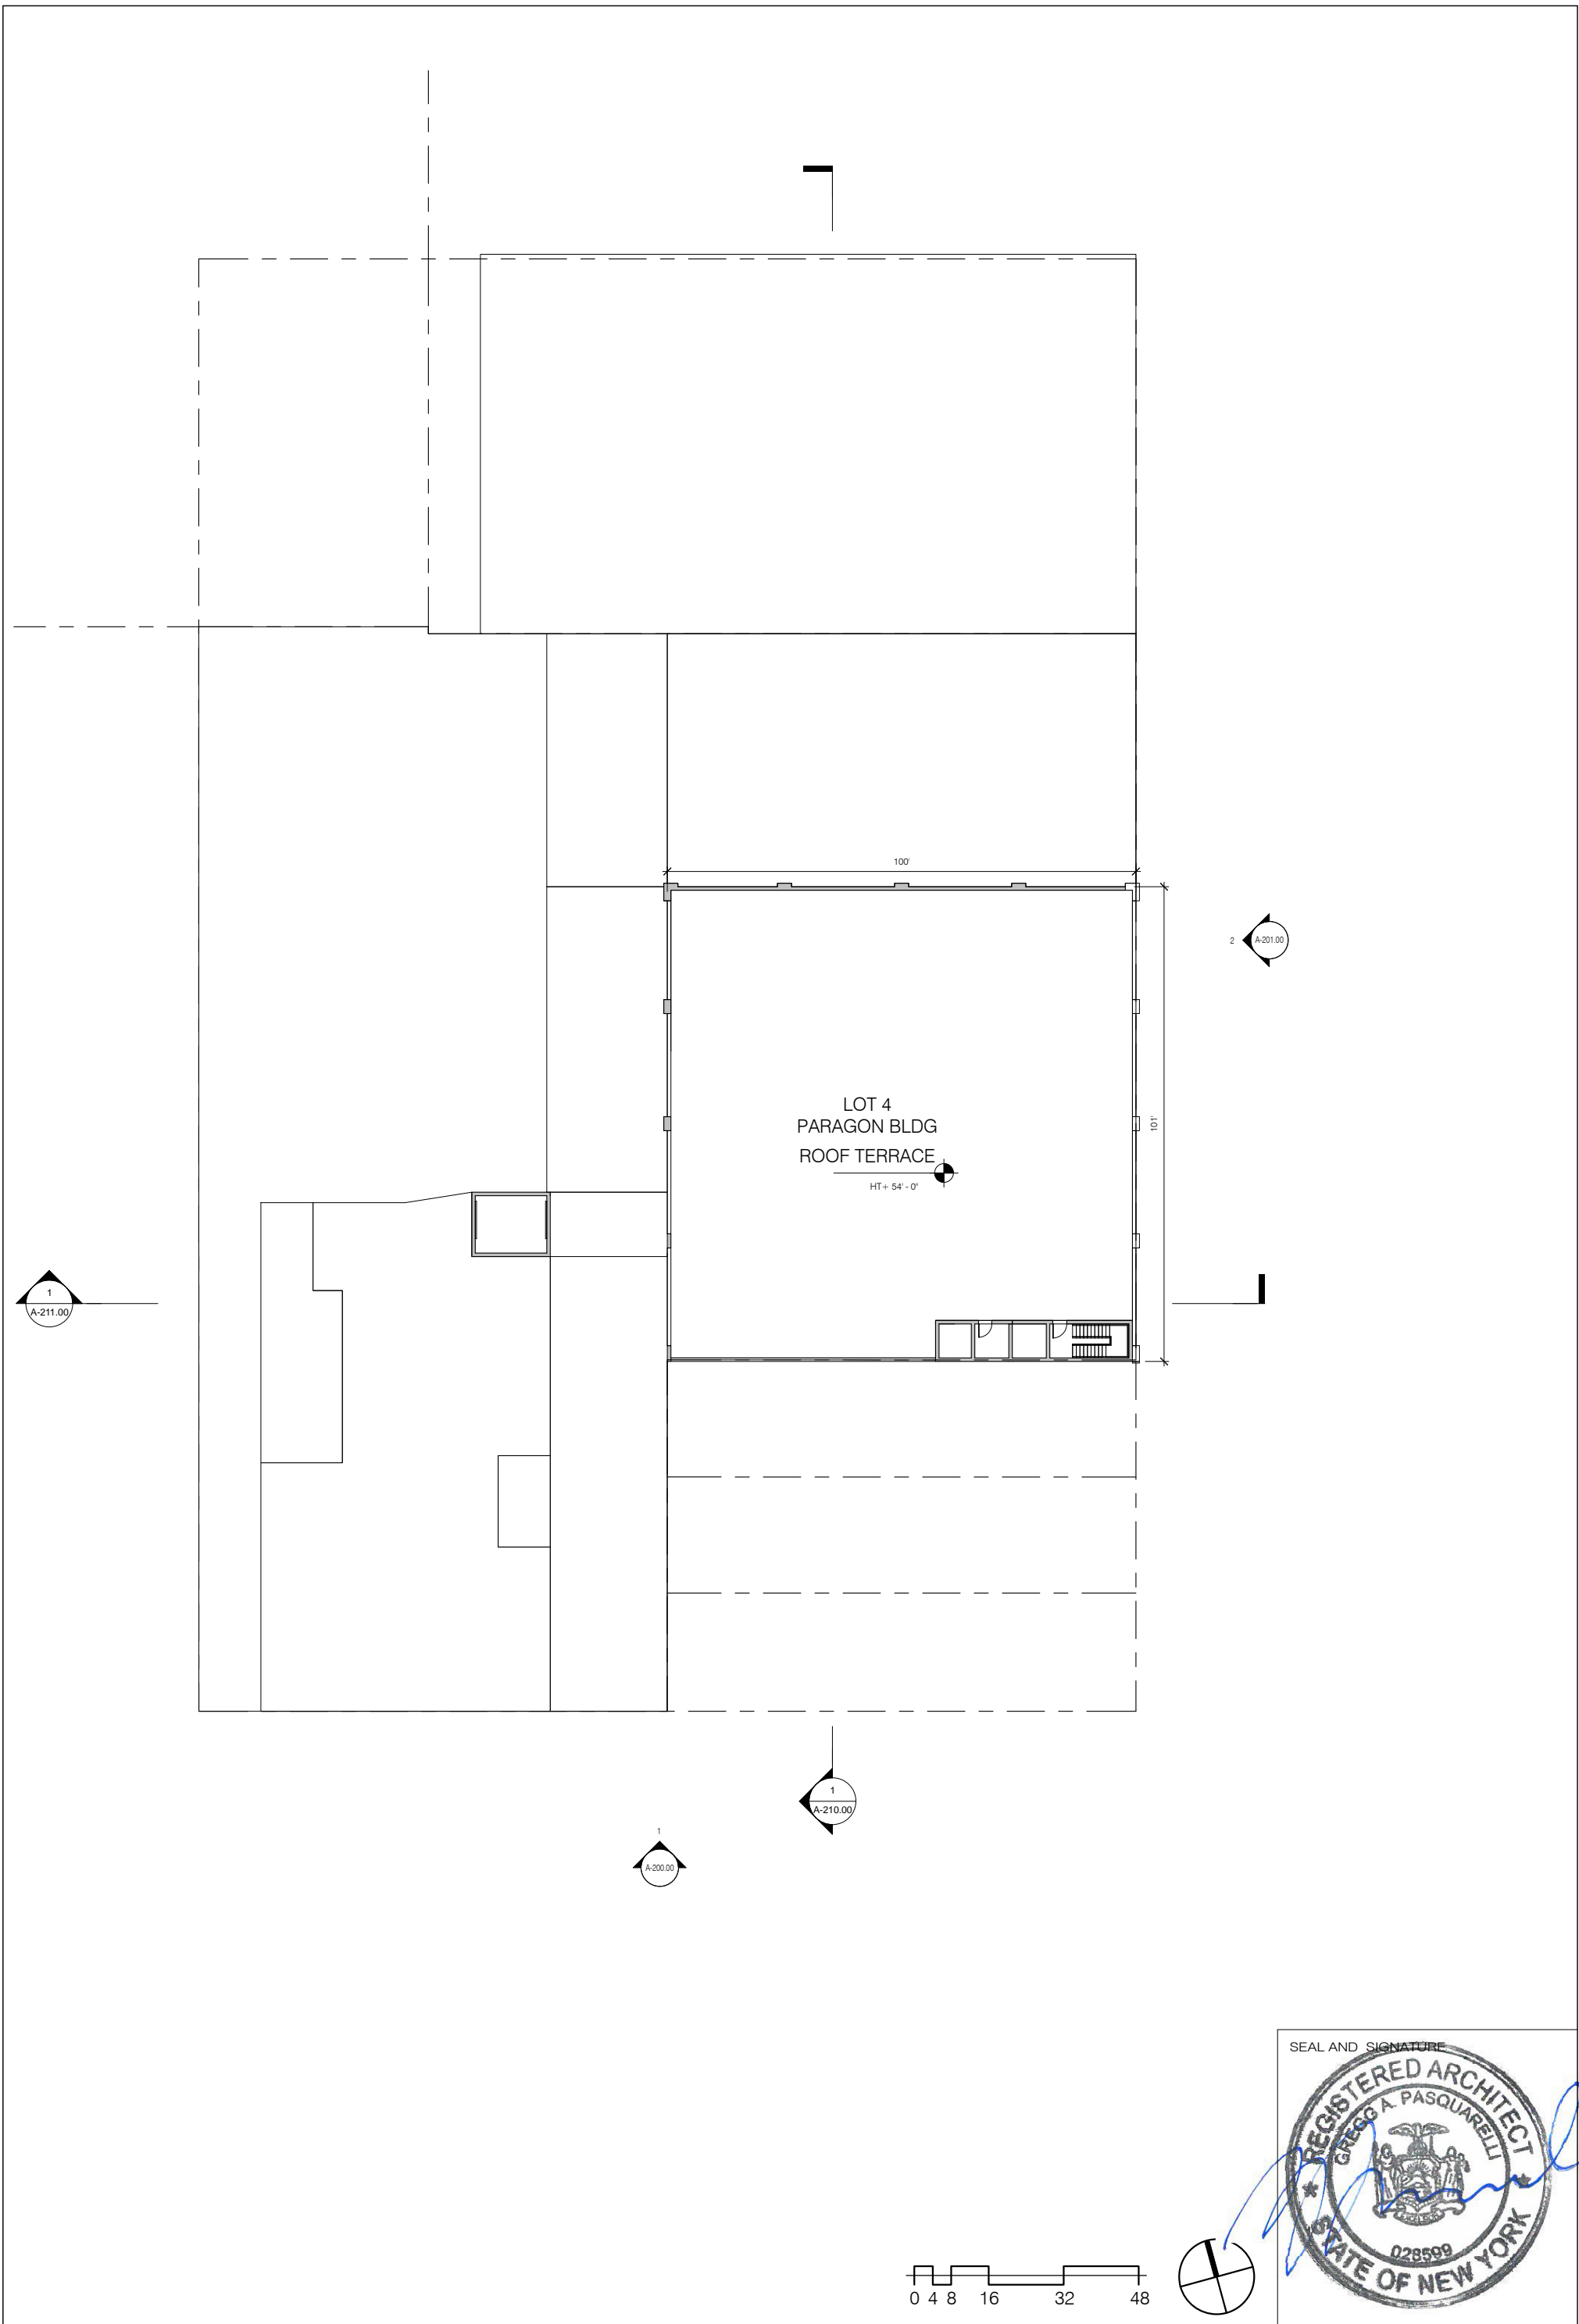 100'
2
A-201.00
LOT 4
PARAGON BLDG
101'
ROOF TERRACE
HT+ 54' - 0"
1
A-211.00
1
A-210.00
1
A-200.00
SEAL AND SIGNATURE
REGISTERED ARCHITECT
GREGG A. PASQUARELLI
028599
STATE OF NEW YORK
0 4 8 16 32 48